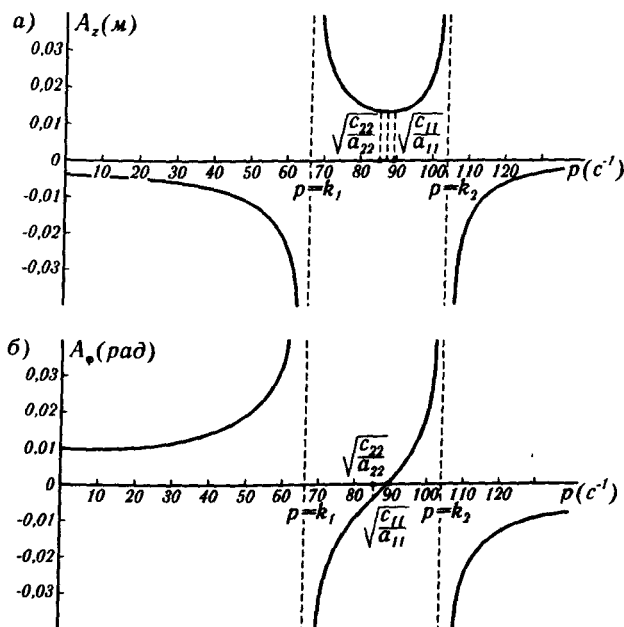 а) A_z(м)
0,03
0,02
0,01
√(c₂₂/a₂₂) √(c₁₁/a₁₁)
0 10 20 30 40 50 60 70 80 90 100 110 120 p(c⁻¹)
p=k₁ p=k₂
-0.01
-0.02
-0.03
б) A_φ(рад)
0,03
0.02
0.01
√(c₂₂/a₂₂)
0 10 20 30 40 50 60 70 80 90 100 110 120 p(c⁻¹)
p=k₁ √(c₁₁/a₁₁) p=k₂
-0,01
-0.02
-0.03